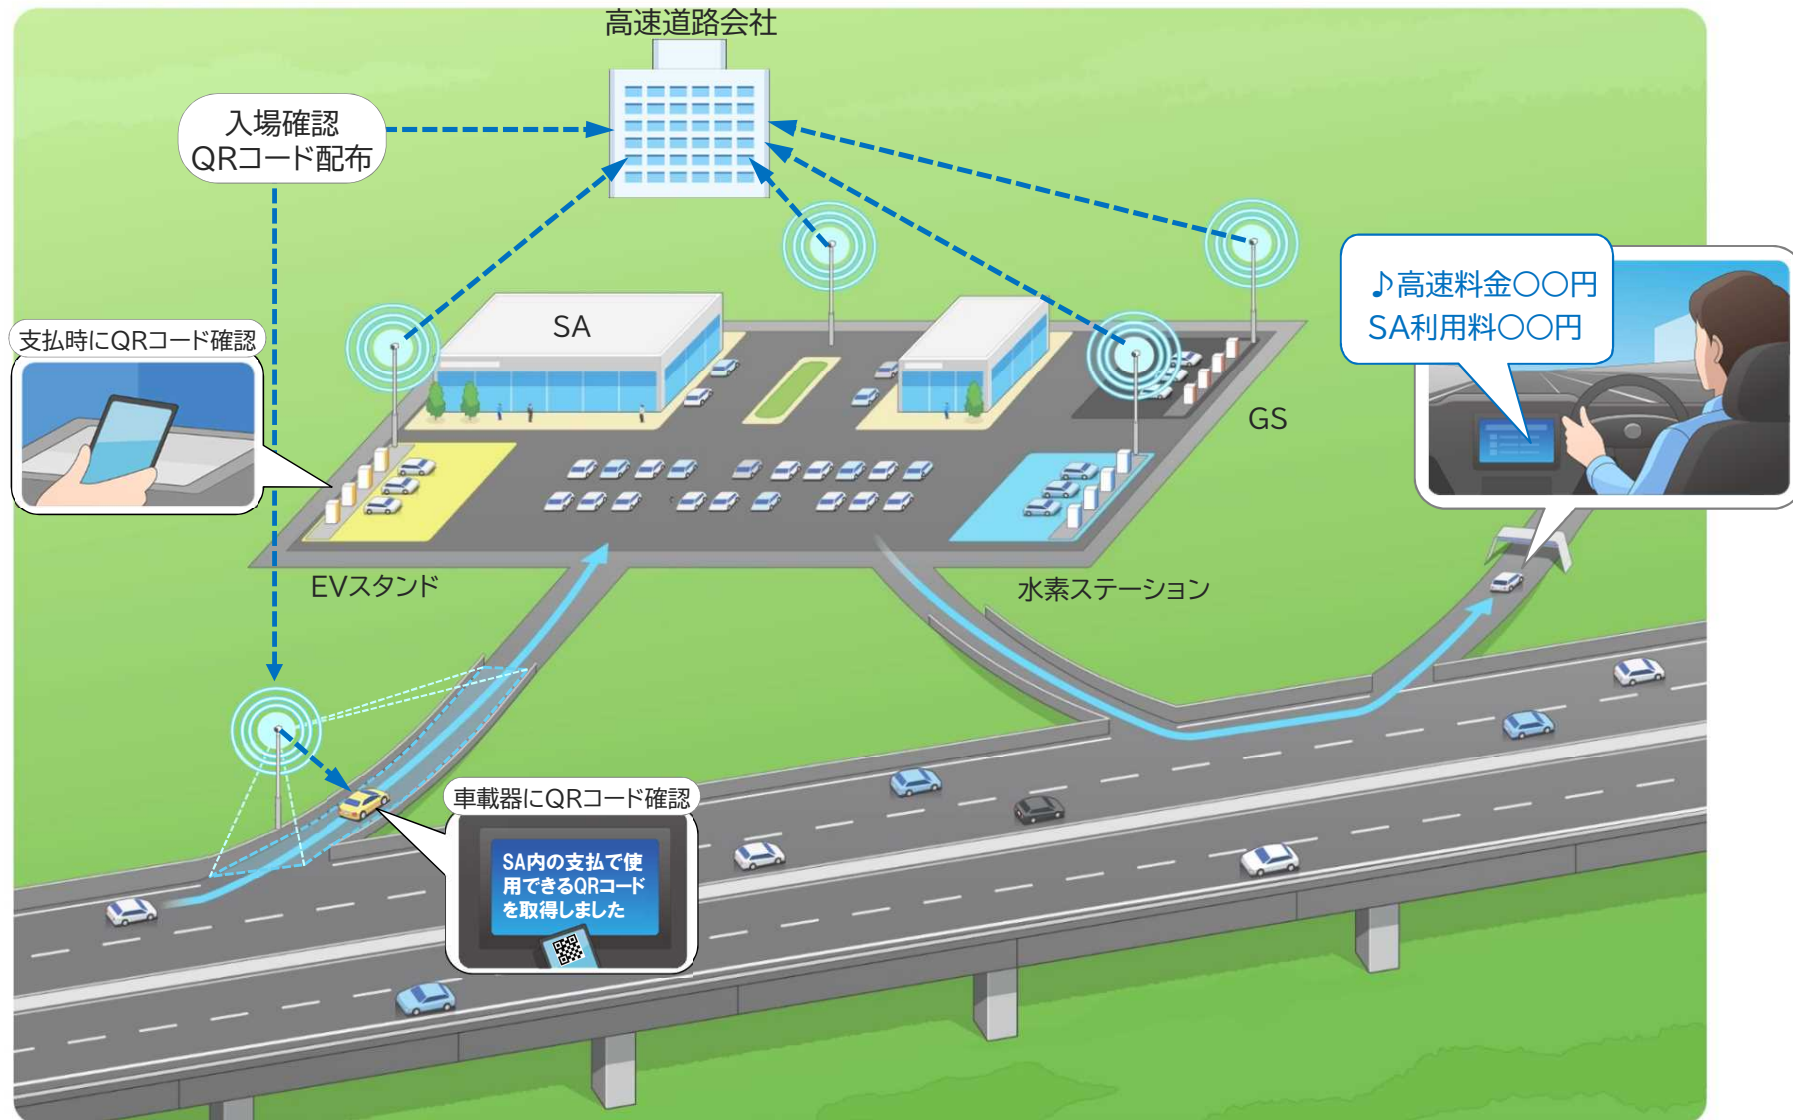 高速道路会社
入場確認
QRコード配布
♪高速料金○○円
SA利用料○○円
SA
支払時にQRコード確認
GS
EVスタンド
水素ステーション
車載器にQRコード確認
SA内の支払で使
用できるQRコード
を取得しました